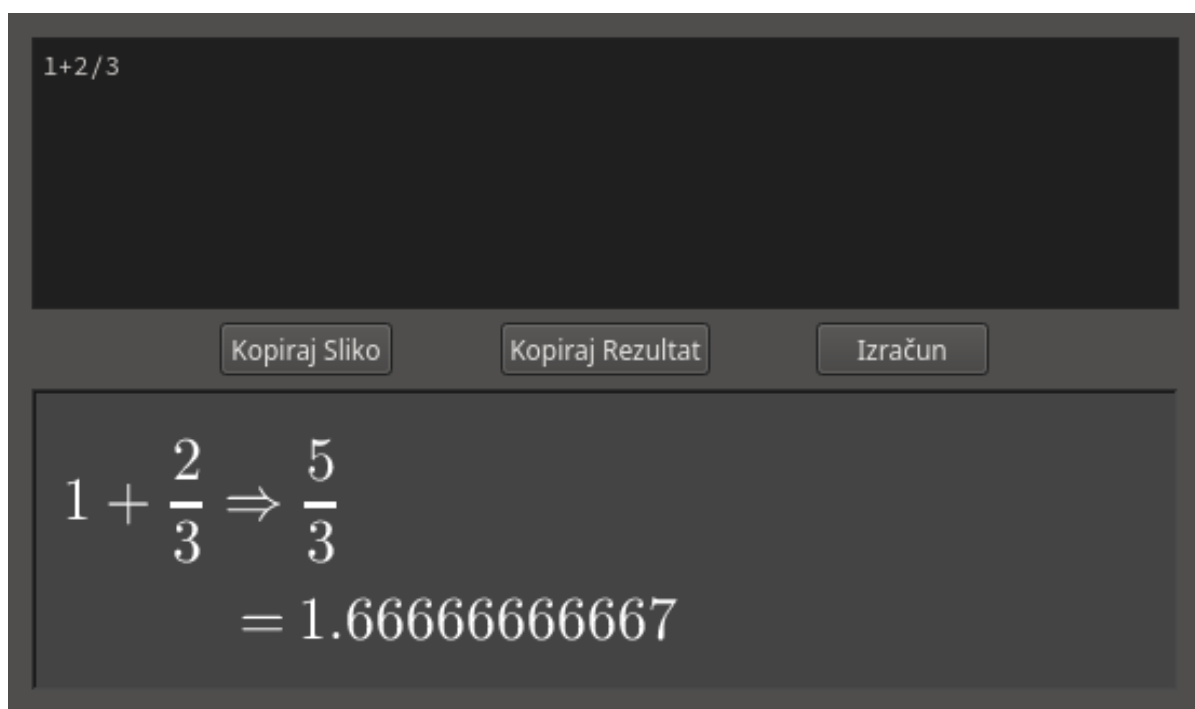 1+2/3
Kopiraj Sliko Kopiraj Rezultat Izračun
1 + 2/3 ⇒ 5/3
= 1.66666666667